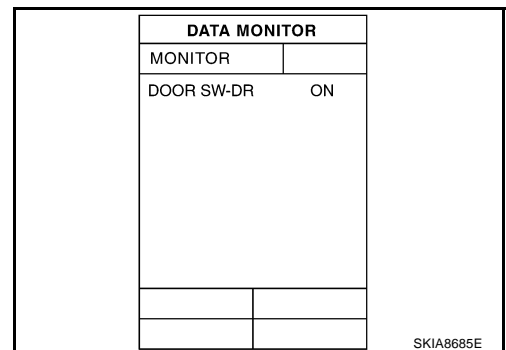 DATA MONITOR
MONITOR
DOOR SW-DR ON
SKIA8685E